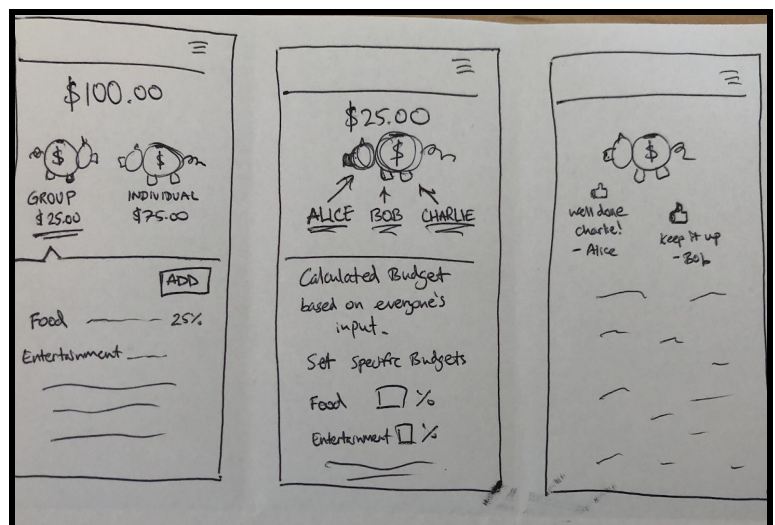 $100.00
$
$
GROUP
$25.00
INDIVIDUAL
$75.00
ADD
Food 25%
Entertainment
$25.00
$
ALICE BOB CHARLIE
Calculated Budget
based on everyone's
input.
Set Specific Budgets
Food %
Entertainment %
$
well done
charlie!
- Alice
keep it up
- Bob